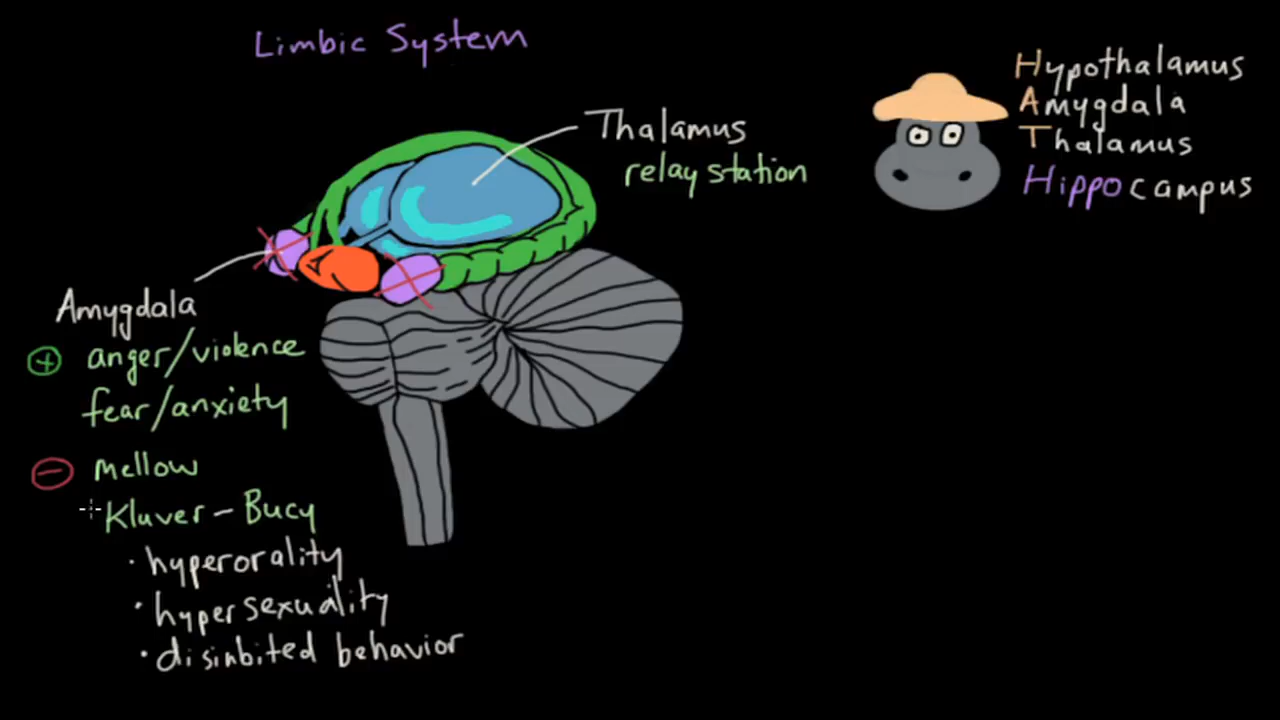 Limbic System
Thalamus
relay station
Hypothalamus
Amygdala
Thalamus
Hippocampus
Amygdala
+ anger/violence
fear/anxiety
- mellow
Kluver-Bucy
· hyperorality
· hypersexuality
· disinbited behavior